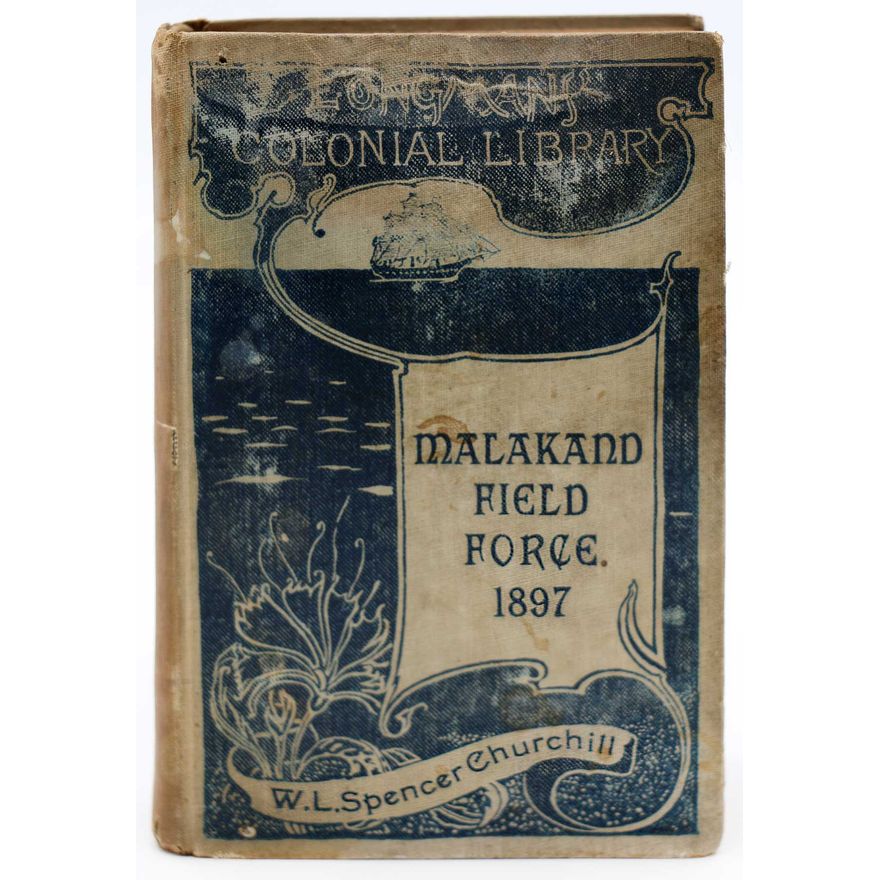 LONGMANS'
COLONIAL LIBRARY
MALAKAND
FIELD
FORCE.
1897
W.L. Spencer Churchill